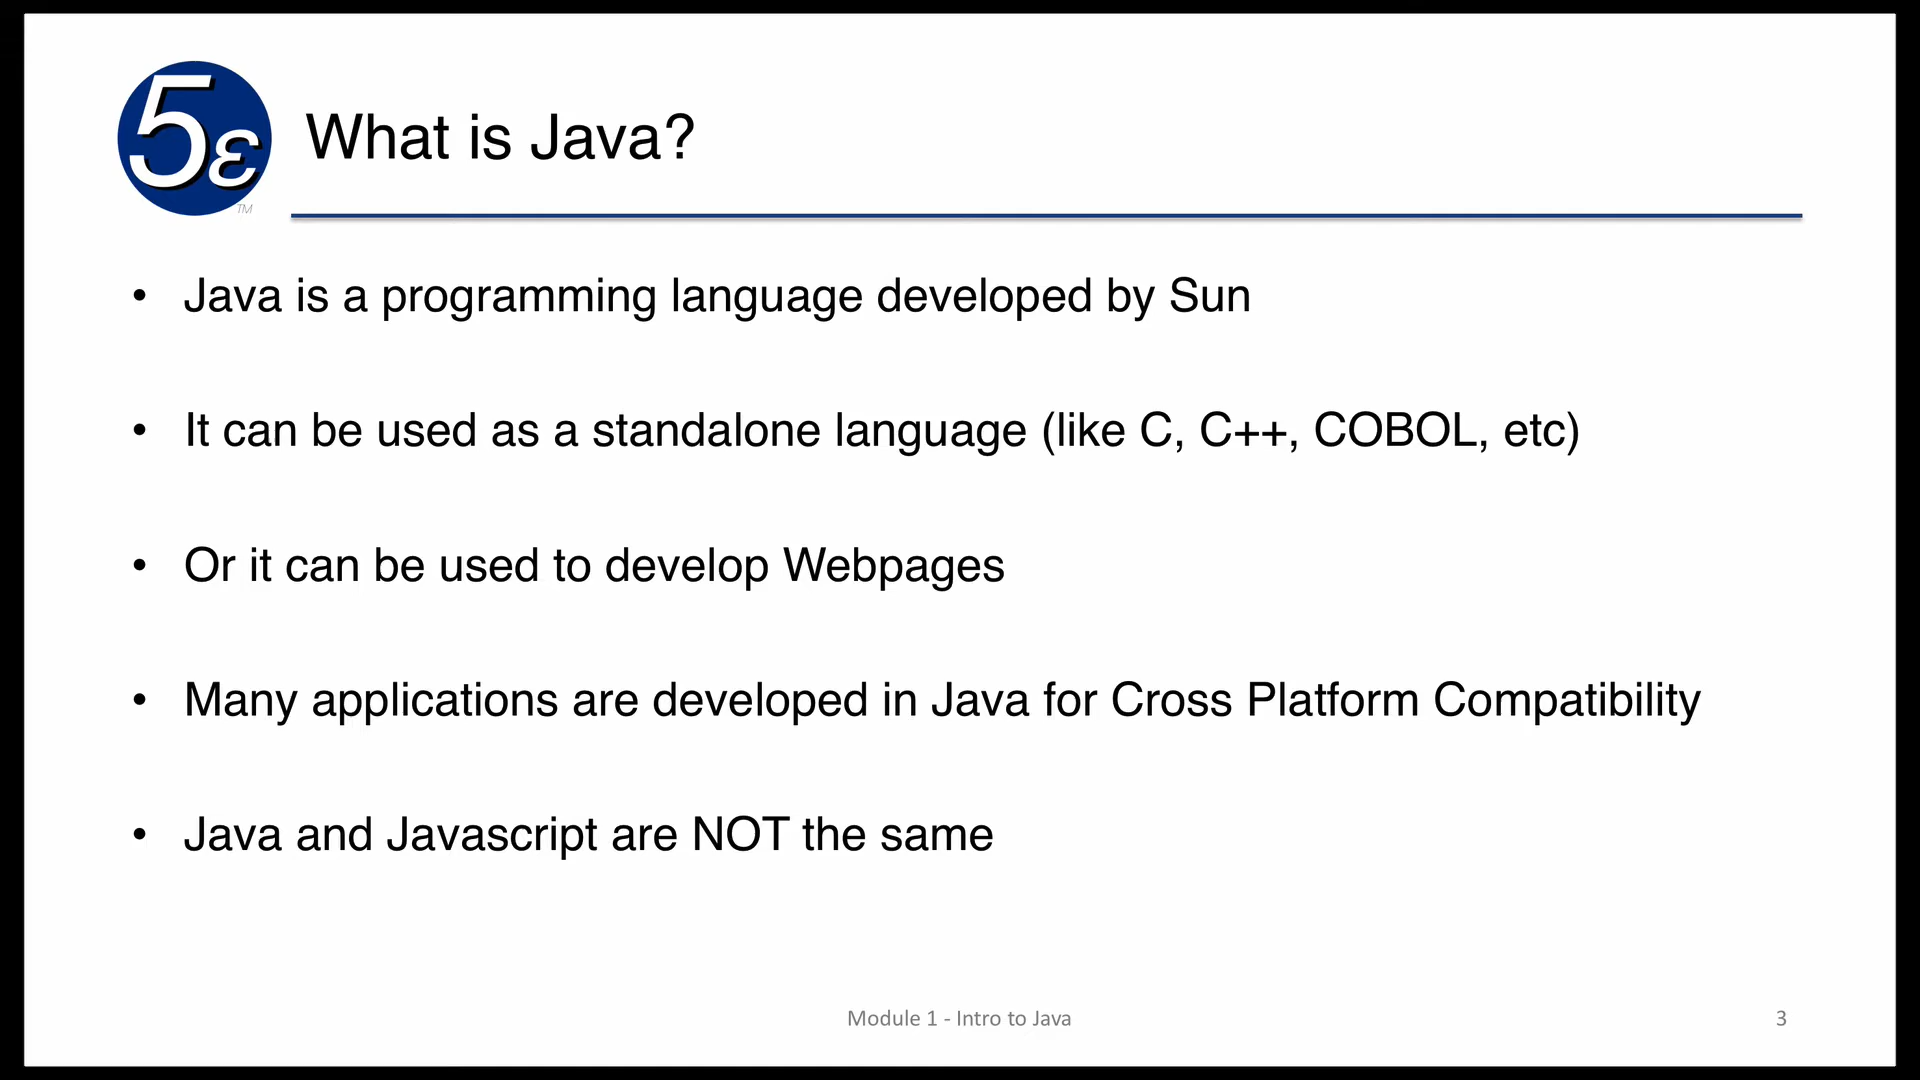 5ε
TM
What is Java?
• Java is a programming language developed by Sun
• It can be used as a standalone language (like C, C++, COBOL, etc)
• Or it can be used to develop Webpages
• Many applications are developed in Java for Cross Platform Compatibility
• Java and Javascript are NOT the same
Module 1 - Intro to Java
3